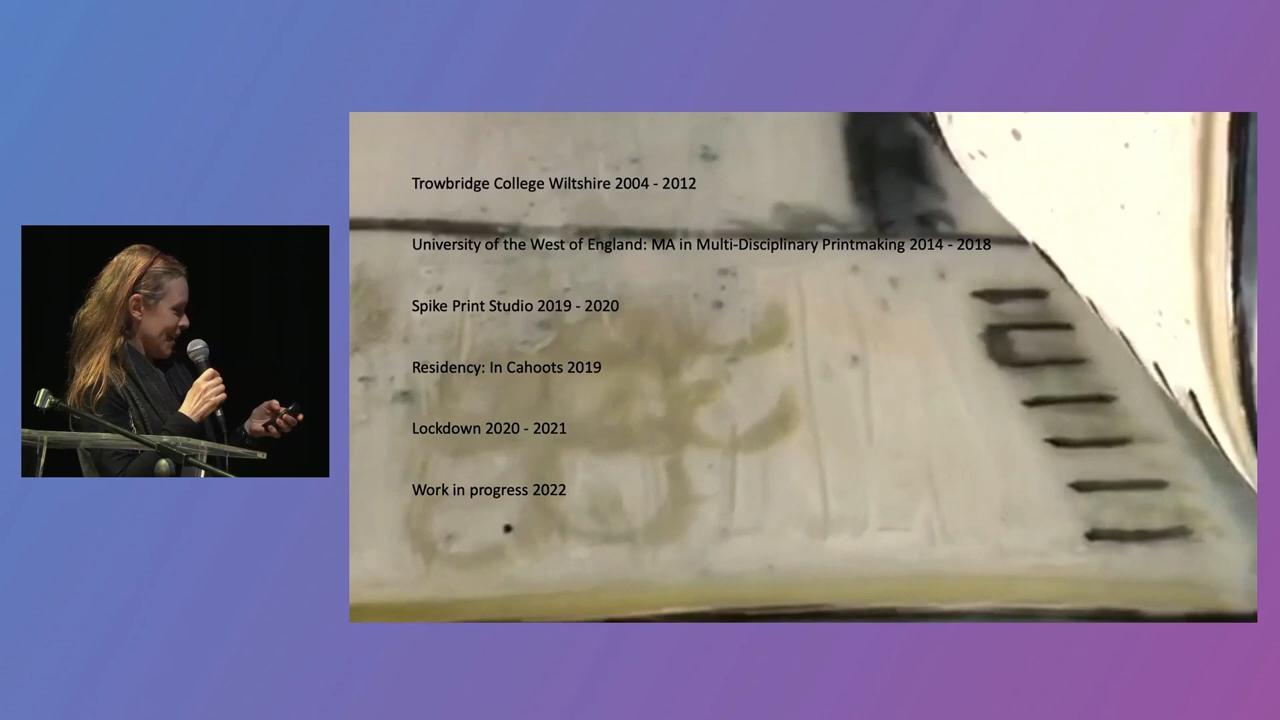 Trowbridge College Wiltshire 2004 - 2012
University of the West of England: MA in Multi-Disciplinary Printmaking 2014 - 2018
Spike Print Studio 2019 - 2020
Residency: In Cahoots 2019
Lockdown 2020 - 2021
Work in progress 2022